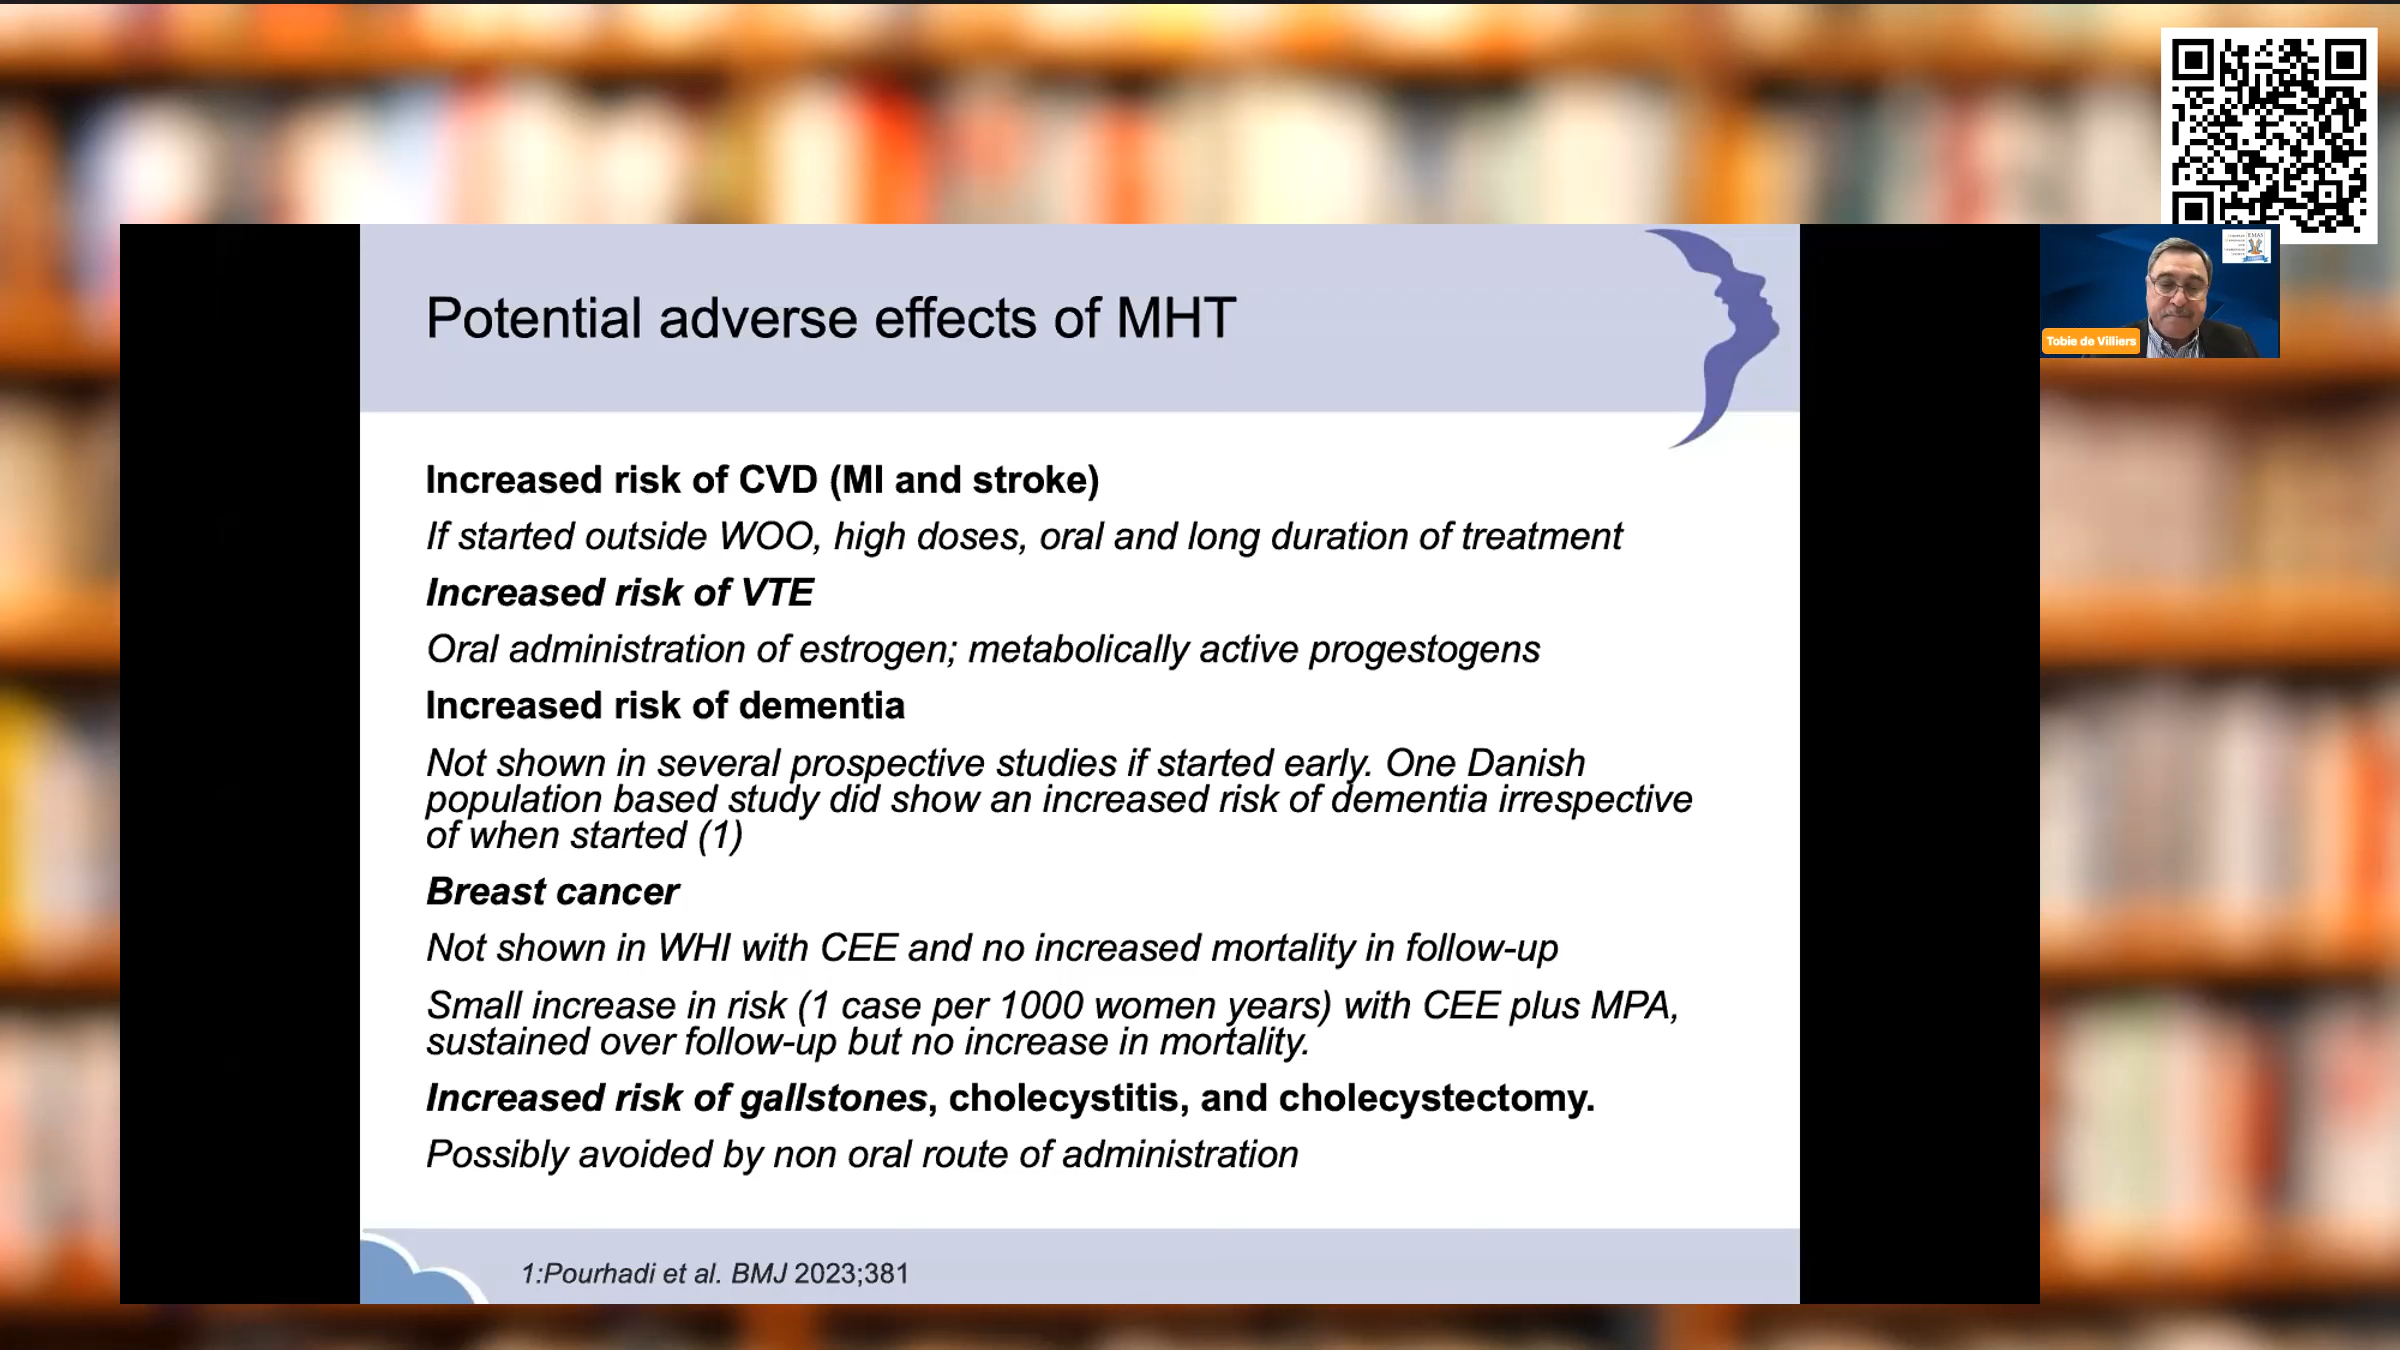 Potential adverse effects of MHT
Increased risk of CVD (MI and stroke)
If started outside WOO, high doses, oral and long duration of treatment
Increased risk of VTE
Oral administration of estrogen; metabolically active progestogens
Increased risk of dementia
Not shown in several prospective studies if started early. One Danish
population based study did show an increased risk of dementia irrespective
of when started (1)
Breast cancer
Not shown in WHI with CEE and no increased mortality in follow-up
Small increase in risk (1 case per 1000 women years) with CEE plus MPA,
sustained over follow-up but no increase in mortality.
Increased risk of gallstones, cholecystitis, and cholecystectomy.
Possibly avoided by non oral route of administration
1:Pourhadi et al. BMJ 2023;381
EMAS
Tobie de Villiers